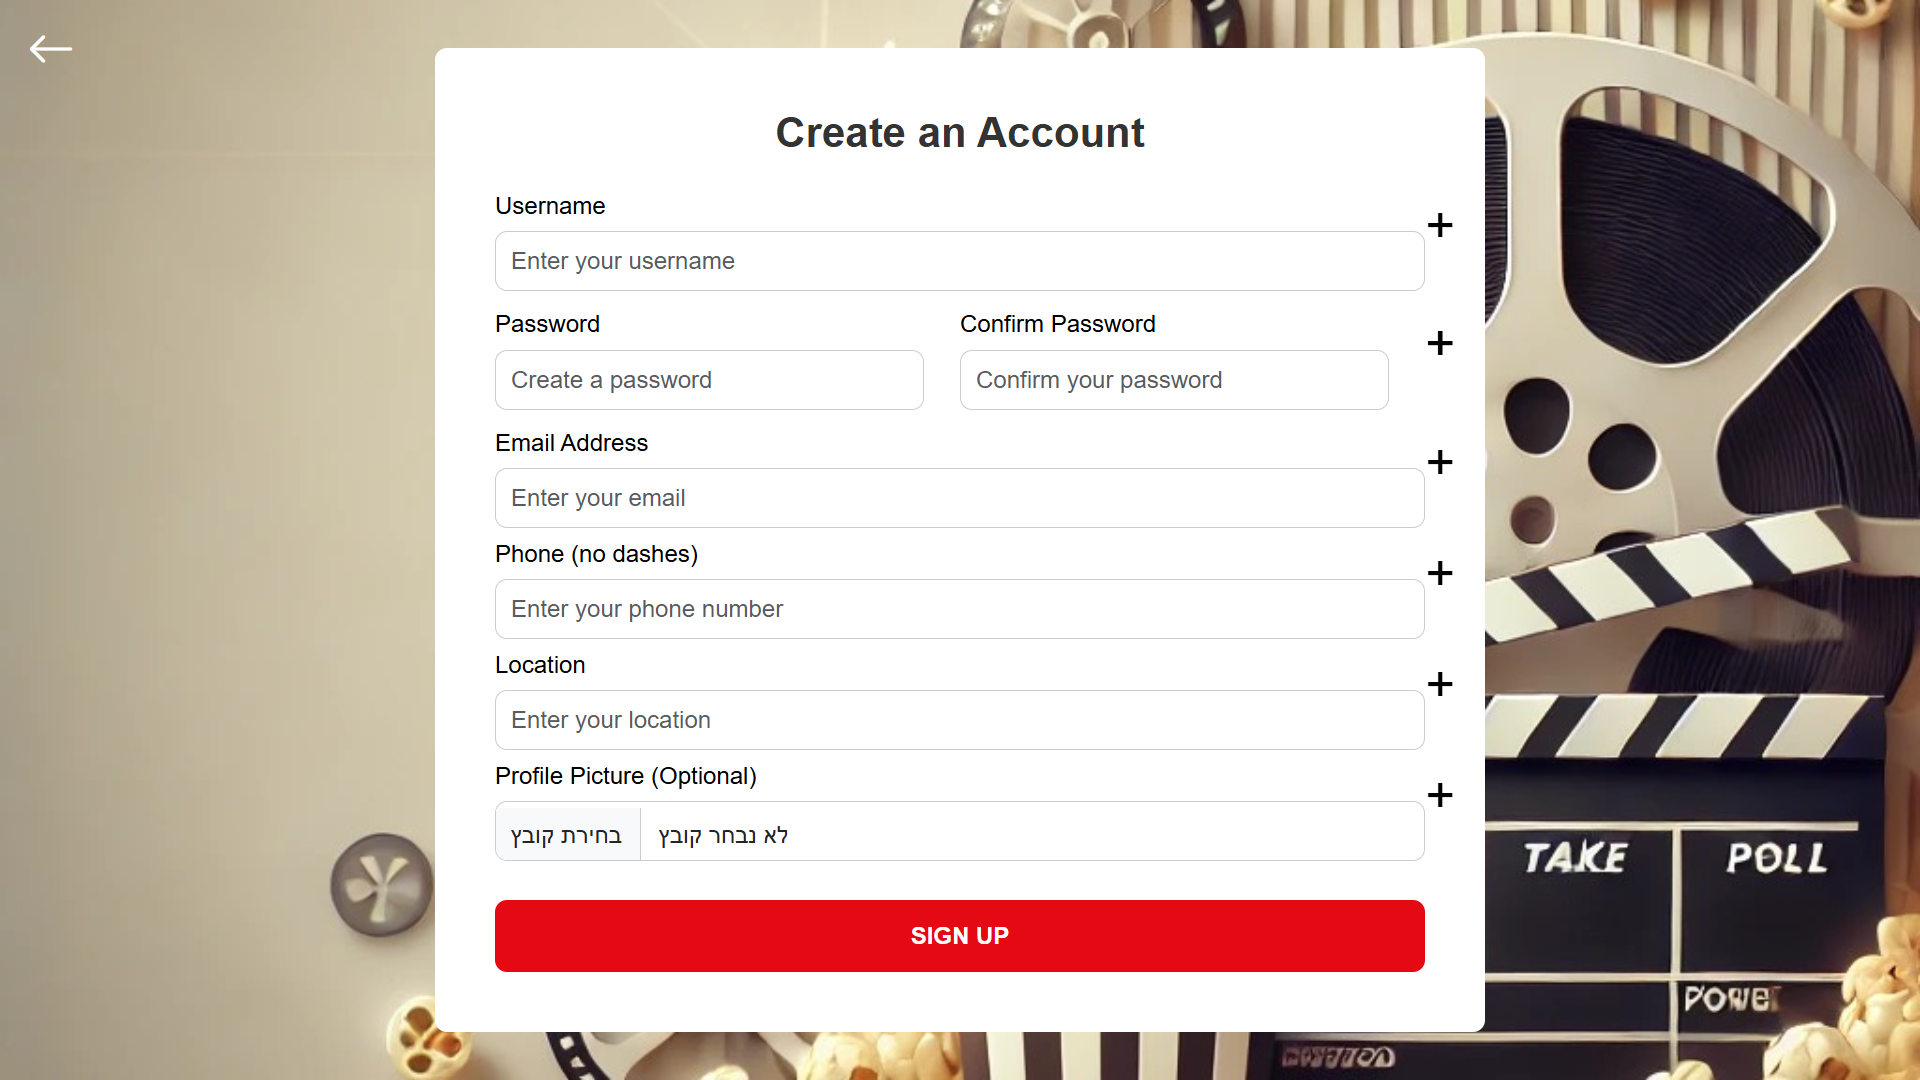 Create an Account
Username
Enter your username
Password
Confirm Password
Create a password
Confirm your password
Email Address
Enter your email
Phone (no dashes)
Enter your phone number
Location
Enter your location
Profile Picture (Optional)
בחירת קובץ
לא נבחר קובץ
SIGN UP
TAKE
POLL